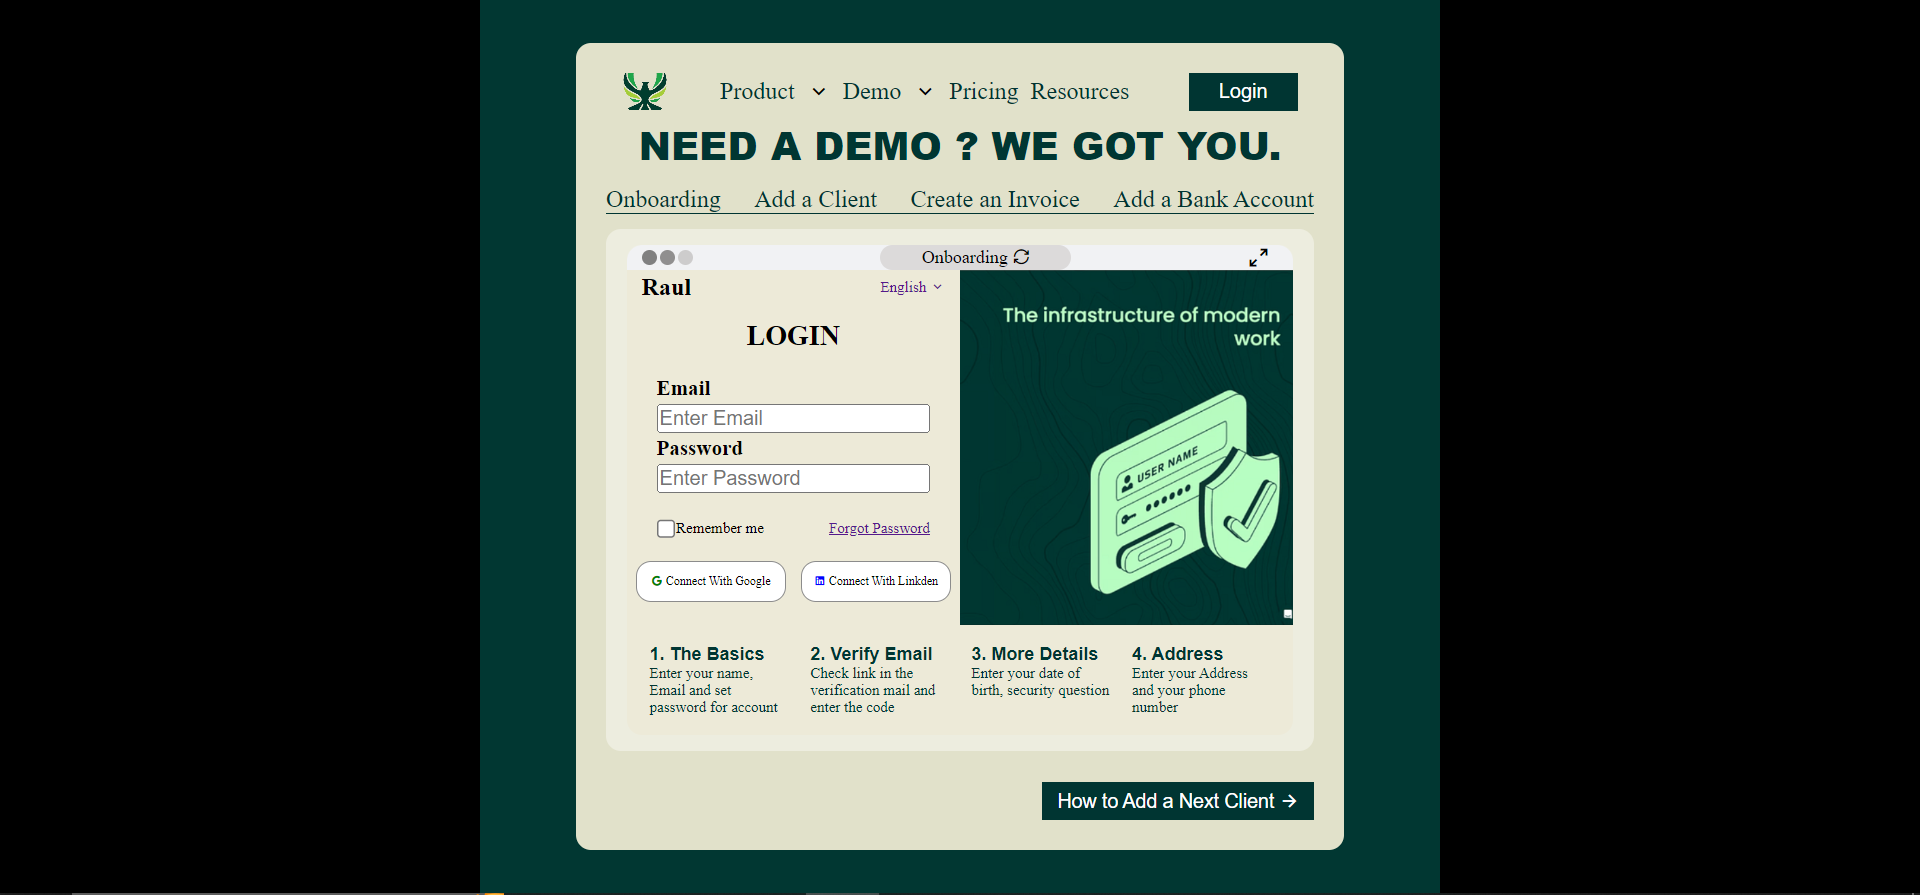 Product Demo Pricing Resources Login
NEED A DEMO ? WE GOT YOU.
Onboarding Add a Client Create an Invoice Add a Bank Account
Onboarding
Raul English
LOGIN
Email
Enter Email
Password
Enter Password
Remember me Forgot Password
Connect With Google Connect With Linkden
The infrastructure of modern
work
USER NAME
1. The Basics
Enter your name,
Email and set
password for account
2. Verify Email
Check link in the
verification mail and
enter the code
3. More Details
Enter your date of
birth, security question
4. Address
Enter your Address
and your phone
number
How to Add a Next Client →